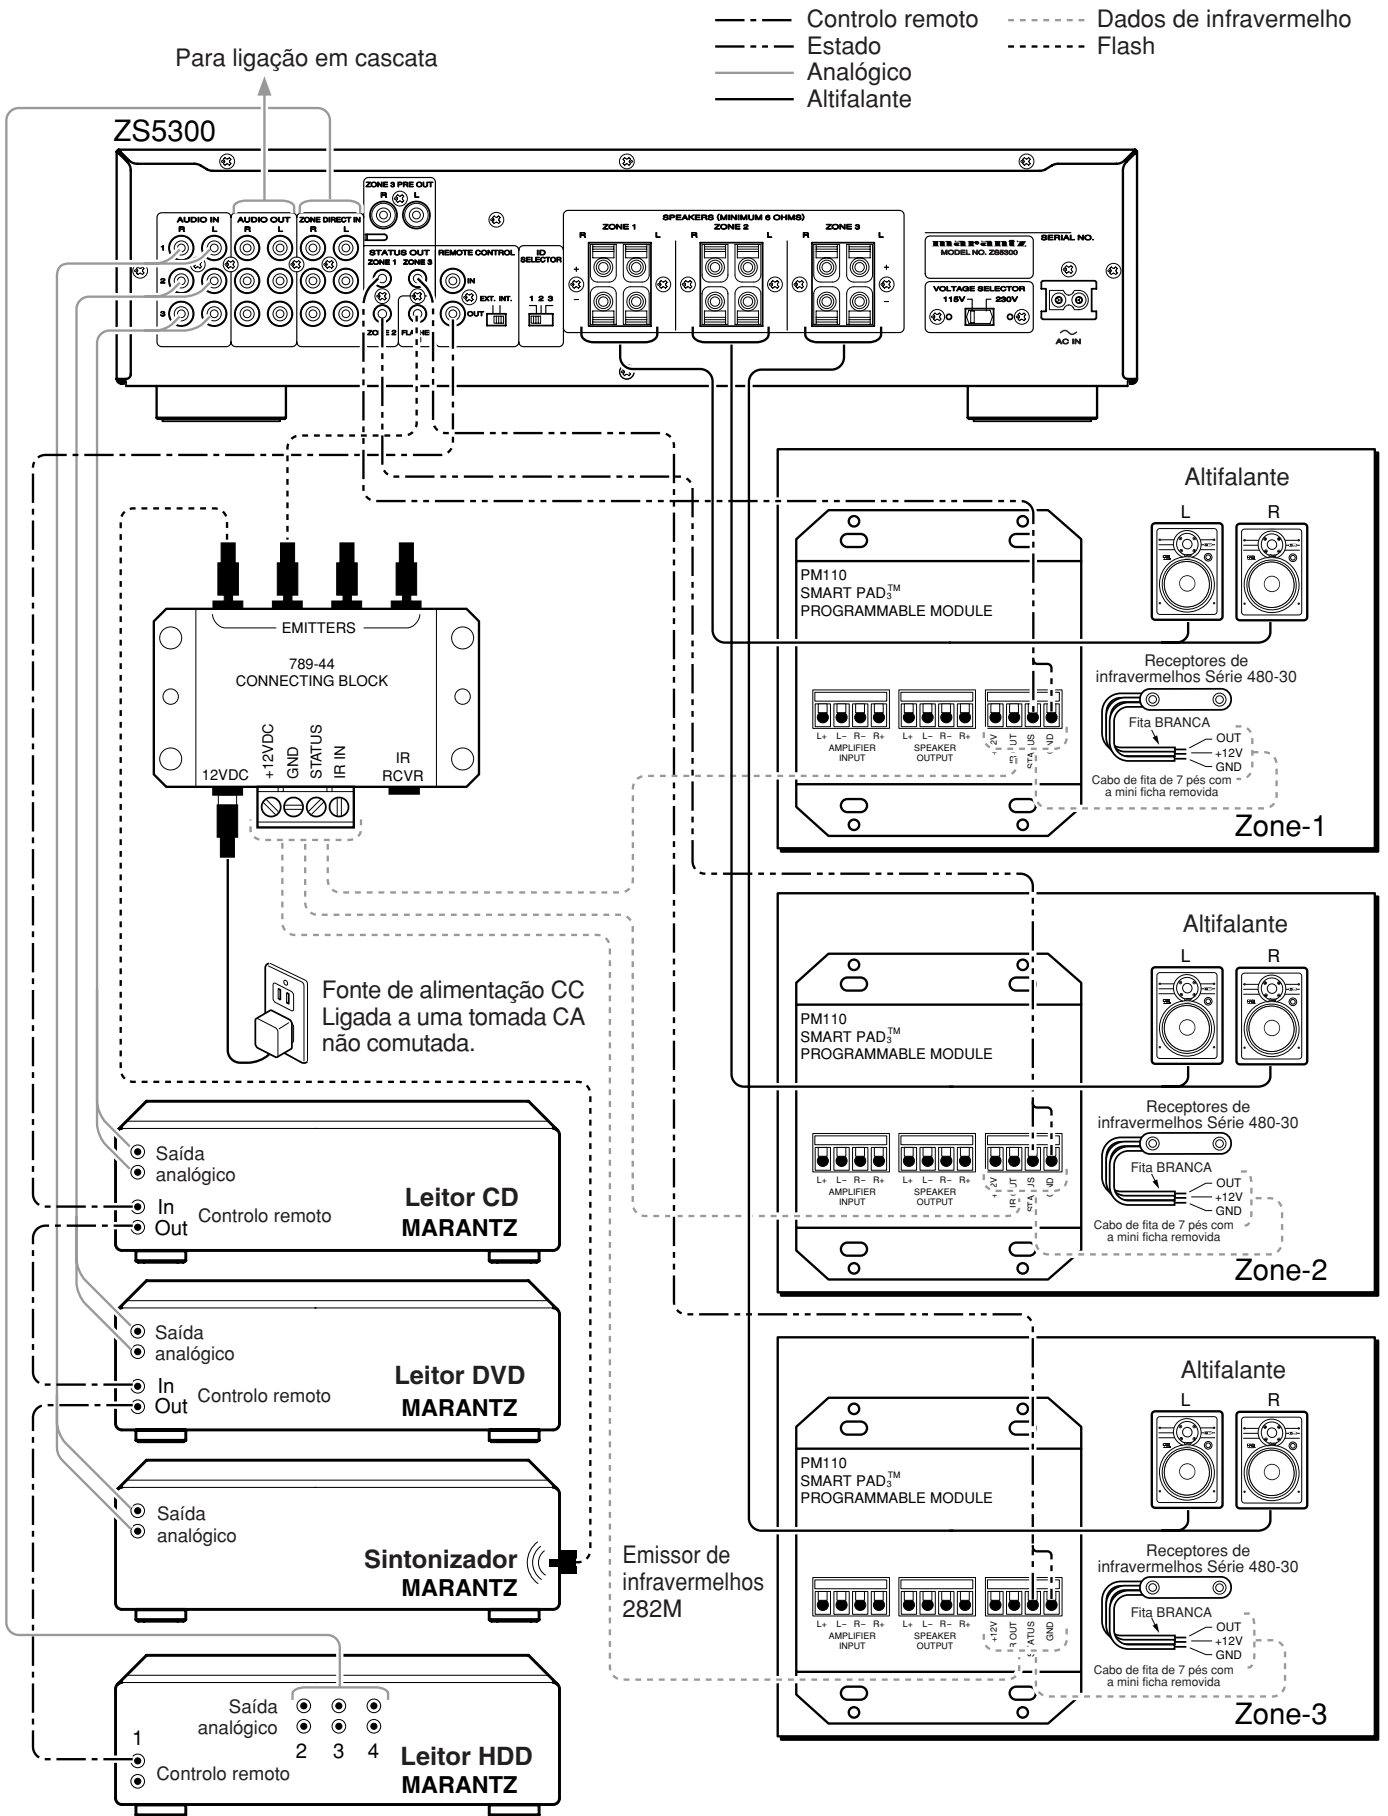 Controlo remoto
Estado
Analógico
Altifalante
Dados de infravermelho
Flash
Para ligação em cascata
ZS5300
ZONE 3 PRE OUT
R L
AUDIO IN
R L
AUDIO OUT
R L
ZONE DIRECT IN
R L
1
2
3
STATUS OUT
ZONE 1 ZONE 3
ZONE 2
REMOTE CONTROL
IN
OUT
EXT. INT.
ID
SELECTOR
1 2 3
SPEAKERS (MINIMUM 6 OHMS)
ZONE 1
ZONE 2
ZONE 3
R L
R L
R L
+
–
+
–
marantz
MODEL NO. ZS5300
SERIAL NO.
VOLTAGE SELECTOR
115V 230V
AC IN
EMITTERS
789-44
CONNECTING BLOCK
12VDC
+12VDC
GND
STATUS
IR IN
IR
RCVR
Fonte de alimentação CC
Ligada a uma tomada CA
não comutada.
Saída
analógico
In
Out
Controlo remoto
Leitor CD
MARANTZ
Saída
analógico
In
Out
Controlo remoto
Leitor DVD
MARANTZ
Saída
analógico
Sintonizador
MARANTZ
Emissor de
infravermelhos
282M
Saída
analógico
1
2 3 4
Controlo remoto
Leitor HDD
MARANTZ
Altifalante
L R
PM110
SMART PAD3™
PROGRAMMABLE MODULE
L+ L– R– R+
AMPLIFIER
INPUT
L+ L– R– R+
SPEAKER
OUTPUT
Receptores de
infravermelhos Série 480-30
Fita BRANCA
OUT
+12V
GND
Cabo de fita de 7 pés com
a mini ficha removida
Zone-1
Altifalante
L R
PM110
SMART PAD3™
PROGRAMMABLE MODULE
L+ L– R– R+
AMPLIFIER
INPUT
L+ L– R– R+
SPEAKER
OUTPUT
Receptores de
infravermelhos Série 480-30
Fita BRANCA
OUT
+12V
GND
Cabo de fita de 7 pés com
a mini ficha removida
Zone-2
Altifalante
L R
PM110
SMART PAD3™
PROGRAMMABLE MODULE
L+ L– R– R+
AMPLIFIER
INPUT
L+ L– R– R+
SPEAKER
OUTPUT
+12V
GND
Receptores de
infravermelhos Série 480-30
Fita BRANCA
OUT
+12V
GND
Cabo de fita de 7 pés com
a mini ficha removida
Zone-3